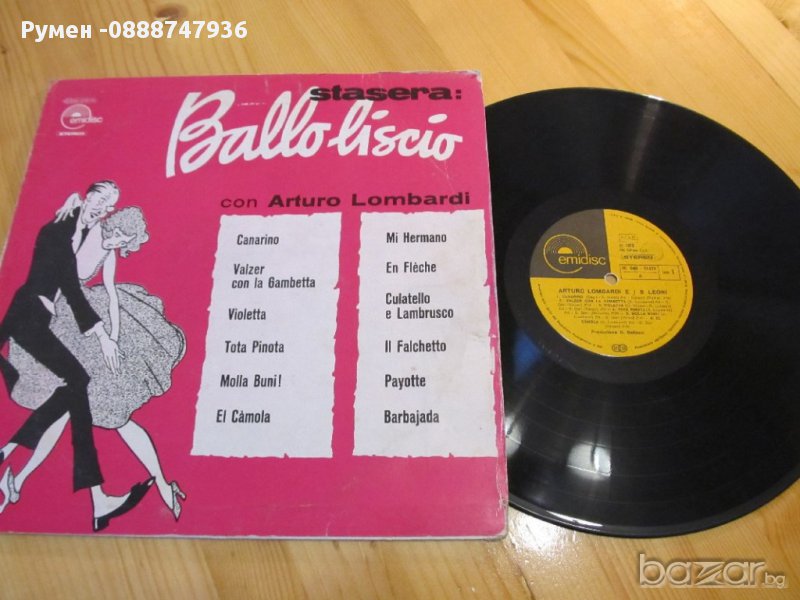 Румен -0888747936
emidisc
STEREO
stasera:
Ballo liscio
con Arturo Lombardi
Canarino
Valzer
con la Gambetta
Violetta
Tota Pinota
Molla Buni!
El Càmola
Mi Hermano
En Flèche
Culatello
e Lambrusco
Il Falchetto
Payotte
Barbajada
emidisc
STEREO
ARTURO LOMBARDI E I 5 LEONI
bazar.bg